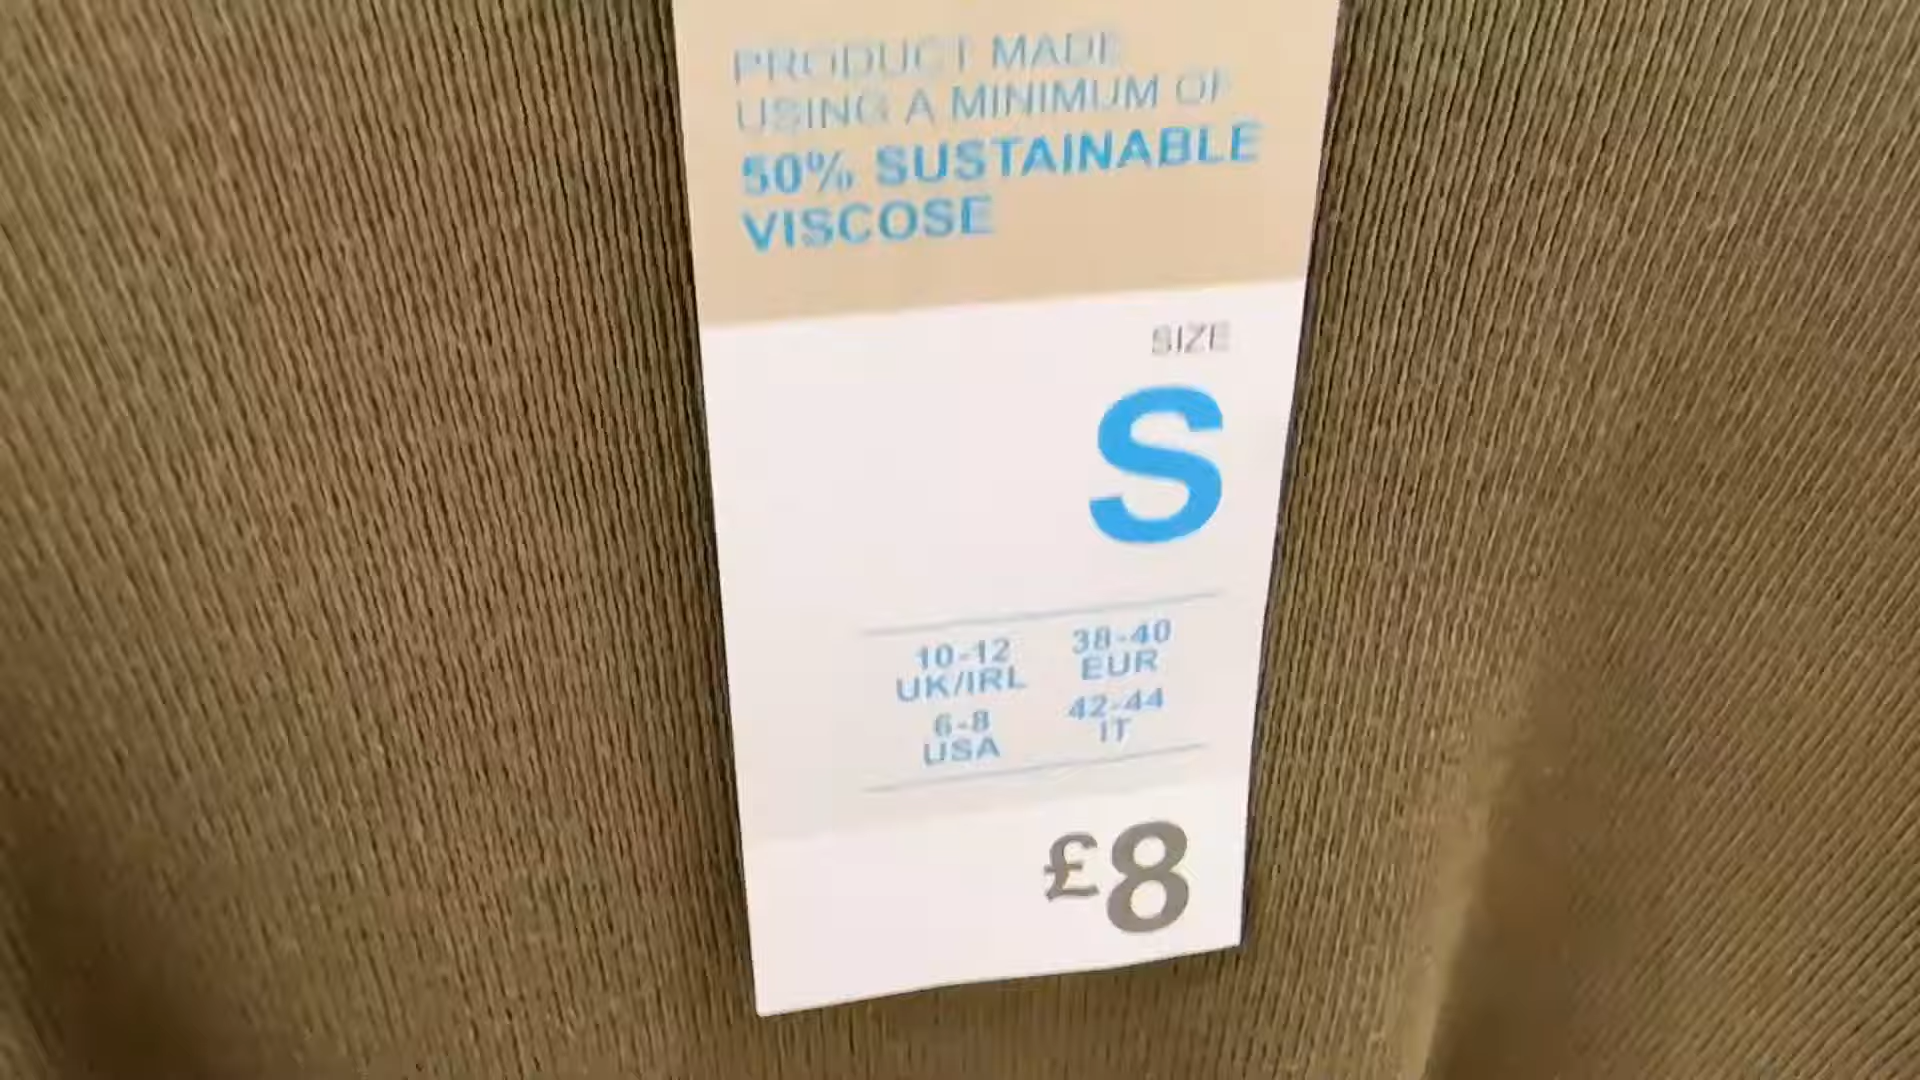 PRODUCT MADE
USING A MINIMUM OF
50% SUSTAINABLE
VISCOSE
SIZE
S
10-12
UK/IRL
38-40
EUR
6-8
USA
42-44
IT
£8